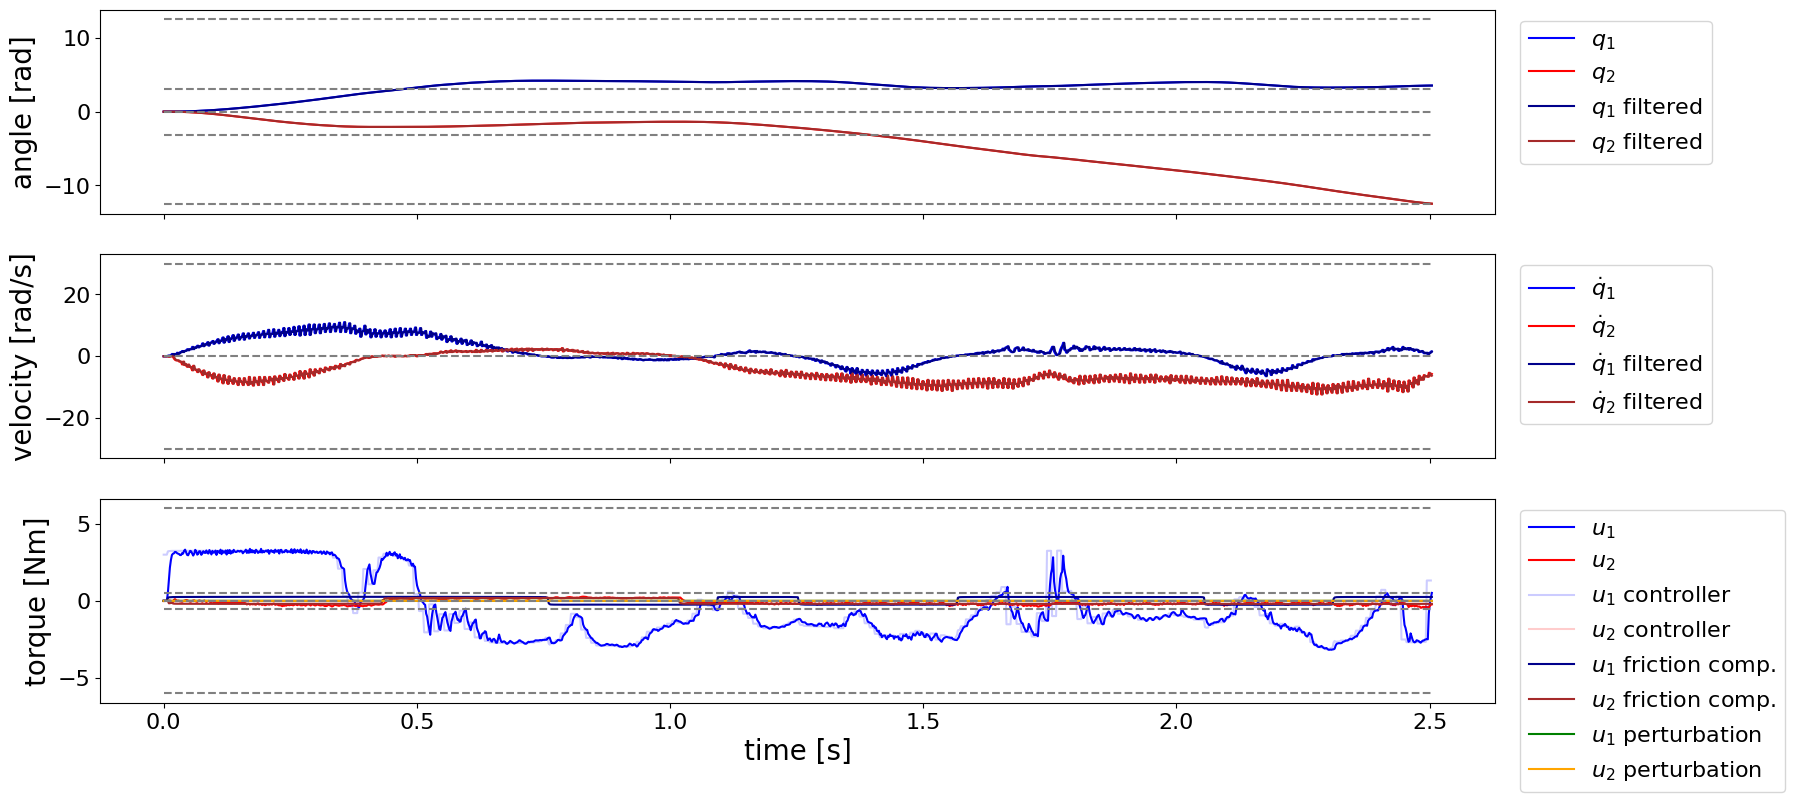 angle [rad]
10
0
−10
q₁
q₂
q₁ filtered
q₂ filtered
velocity [rad/s]
20
0
−20
q̇₁
q̇₂
q̇₁ filtered
q̇₂ filtered
torque [Nm]
5
0
−5
0.0 0.5 1.0 1.5 2.0 2.5
time [s]
u₁
u₂
u₁ controller
u₂ controller
u₁ friction comp.
u₂ friction comp.
u₁ perturbation
u₂ perturbation